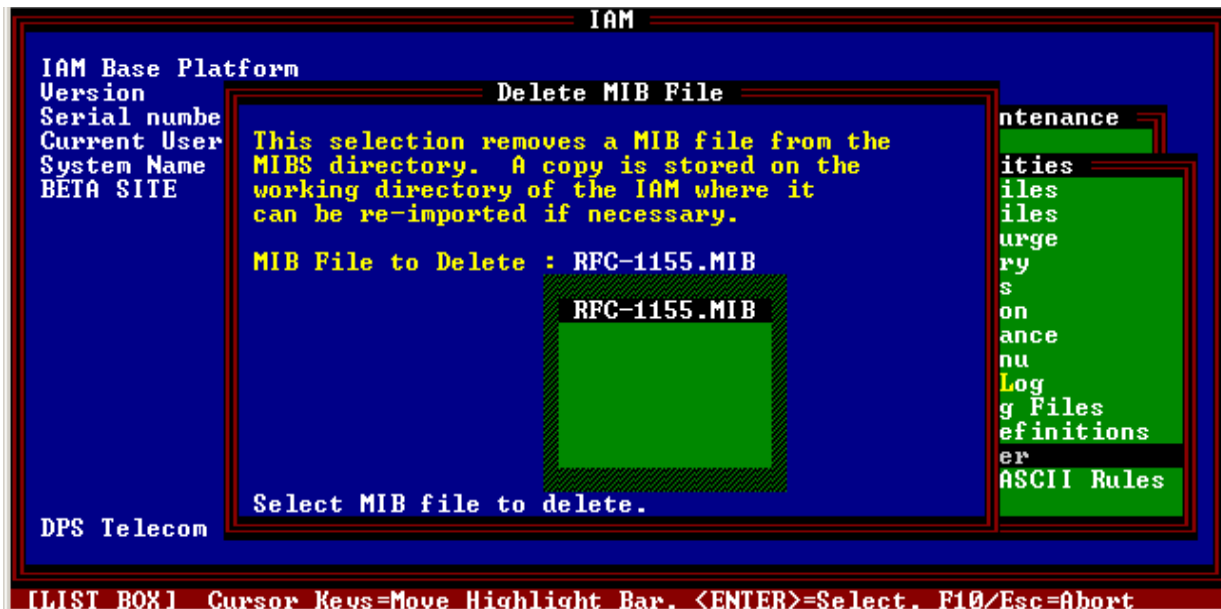 IAM
IAM Base Platform
Version
Serial numbe
Current User
System Name
BETA SITE
DPS Telecom
Delete MIB File
This selection removes a MIB file from the
MIBS directory. A copy is stored on the
working directory of the IAM where it
can be re-imported if necessary.
MIB File to Delete : RFC-1155.MIB
RFC-1155.MIB
Select MIB file to delete.
ntenance
ities
iles
iles
urge
ry
s
on
ance
nu
Log
g Files
efinitions
er
ASCII Rules
[LIST BOX] Cursor Keys=Move Highlight Bar. <ENTER>=Select. F10/Esc=Abort